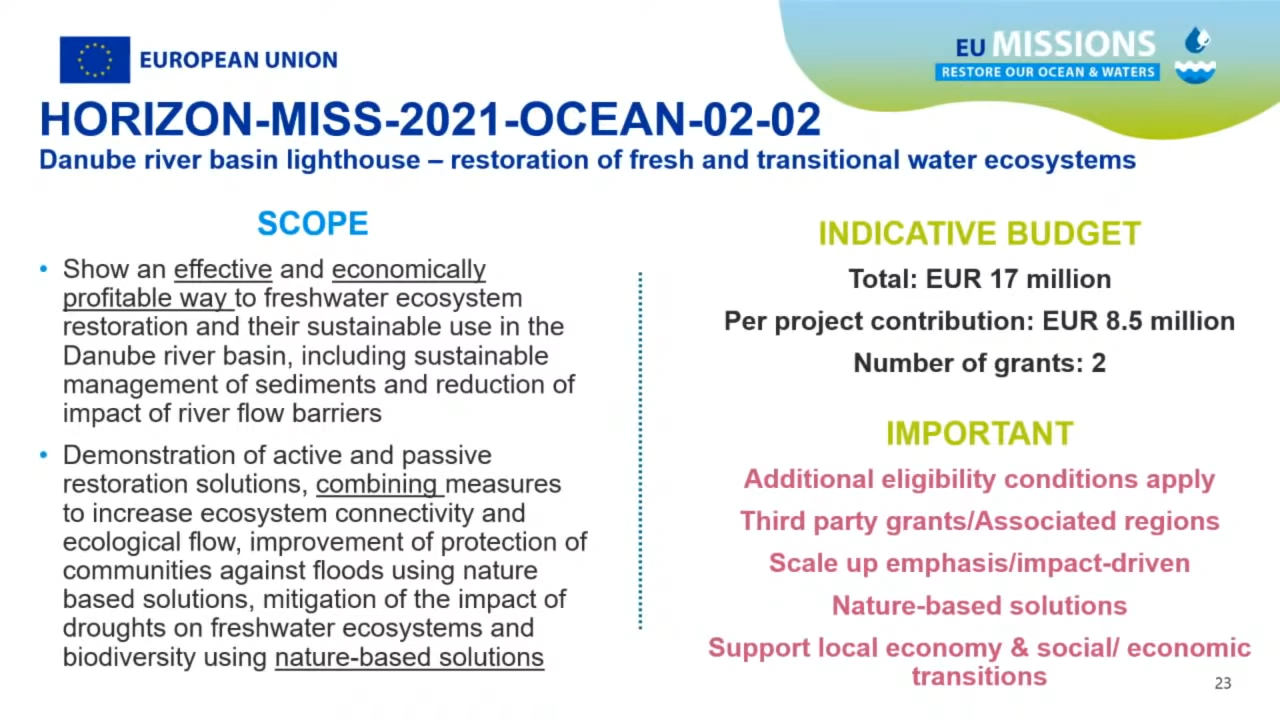 EUROPEAN UNION
EU MISSIONS
RESTORE OUR OCEAN & WATERS
HORIZON-MISS-2021-OCEAN-02-02
Danube river basin lighthouse – restoration of fresh and transitional water ecosystems
SCOPE
• Show an effective and economically
profitable way to freshwater ecosystem
restoration and their sustainable use in the
Danube river basin, including sustainable
management of sediments and reduction of
impact of river flow barriers
• Demonstration of active and passive
restoration solutions, combining measures
to increase ecosystem connectivity and
ecological flow, improvement of protection of
communities against floods using nature
based solutions, mitigation of the impact of
droughts on freshwater ecosystems and
biodiversity using nature-based solutions
INDICATIVE BUDGET
Total: EUR 17 million
Per project contribution: EUR 8.5 million
Number of grants: 2
IMPORTANT
Additional eligibility conditions apply
Third party grants/Associated regions
Scale up emphasis/impact-driven
Nature-based solutions
Support local economy & social/ economic
transitions
23